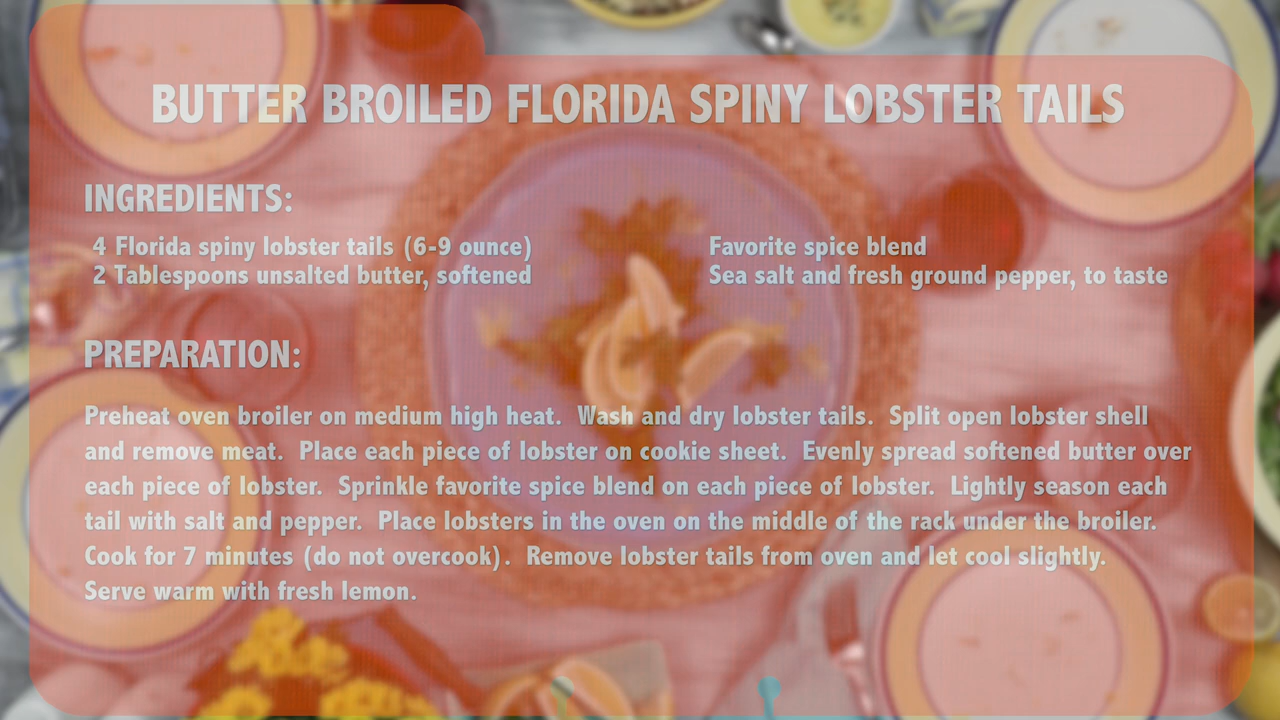 BUTTER BROILED FLORIDA SPINY LOBSTER TAILS
INGREDIENTS:
4 Florida spiny lobster tails (6-9 ounce)
2 Tablespoons unsalted butter, softened
Favorite spice blend
Sea salt and fresh ground pepper, to taste
PREPARATION:
Preheat oven broiler on medium high heat.  Wash and dry lobster tails.  Split open lobster shell
and remove meat.  Place each piece of lobster on cookie sheet.  Evenly spread softened butter over
each piece of lobster.  Sprinkle favorite spice blend on each piece of lobster.  Lightly season each
tail with salt and pepper.  Place lobsters in the oven on the middle of the rack under the broiler.
Cook for 7 minutes (do not overcook).  Remove lobster tails from oven and let cool slightly.
Serve warm with fresh lemon.